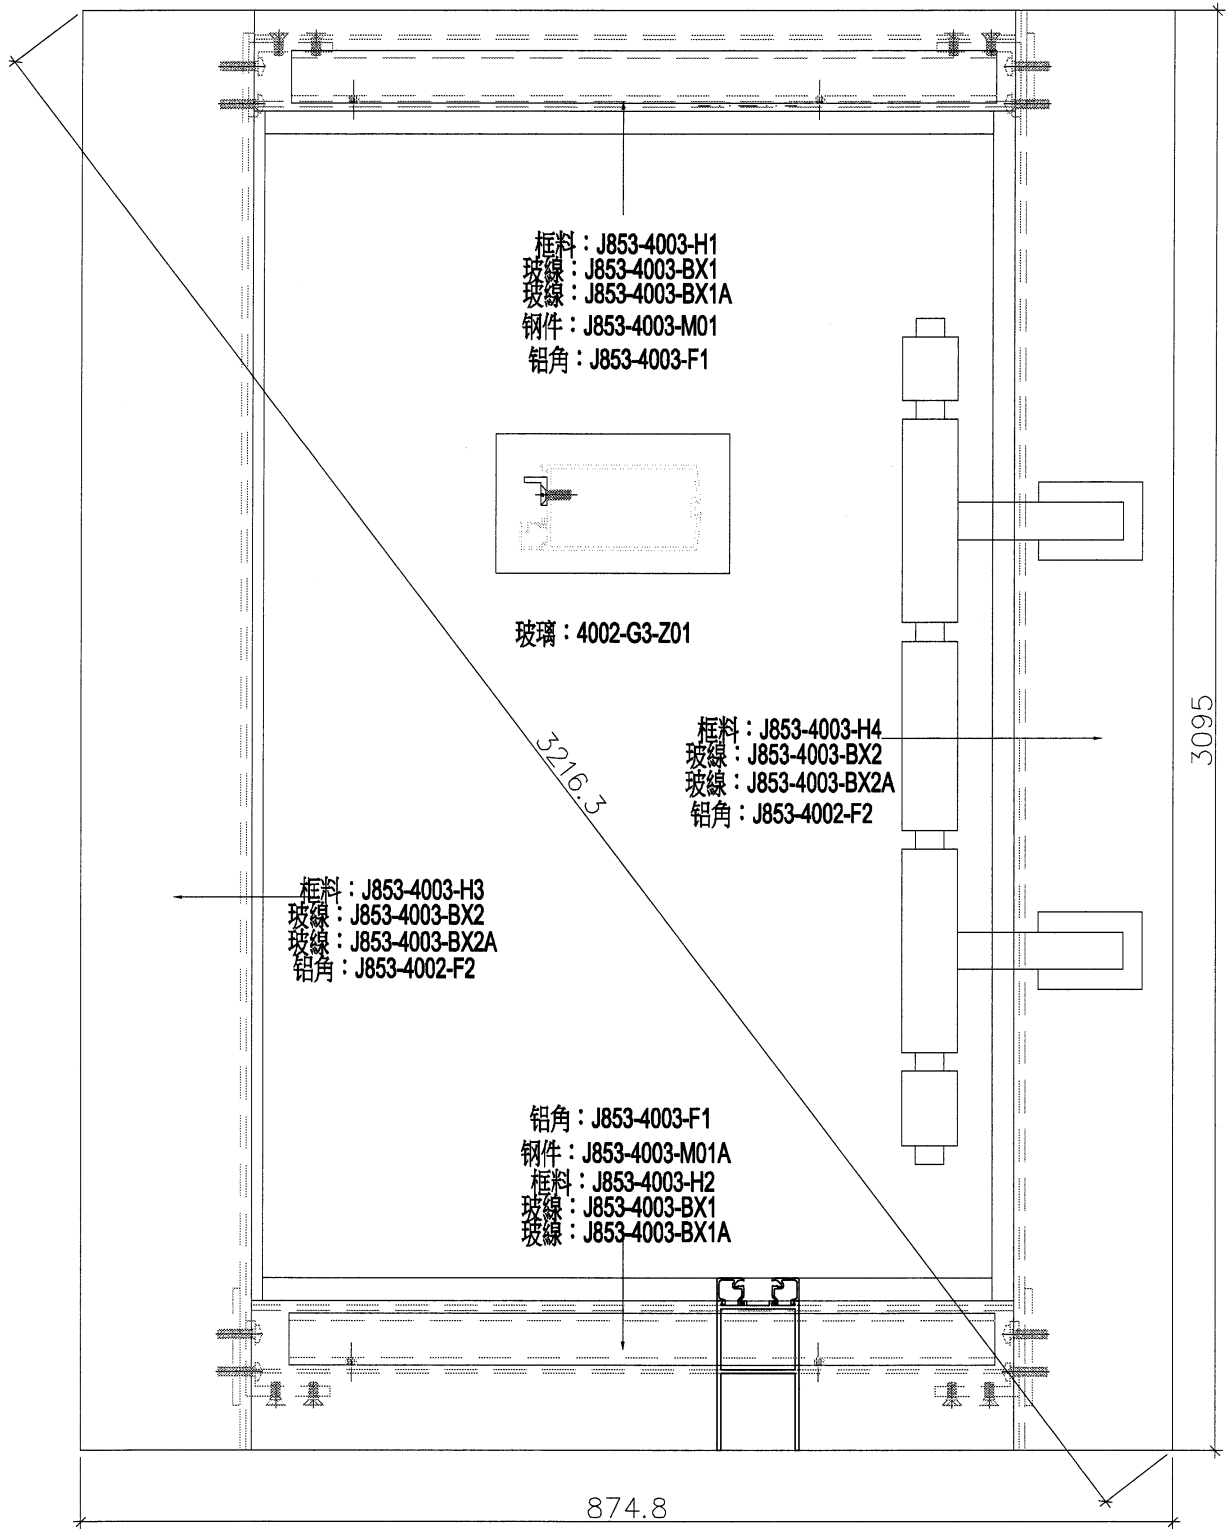 框料：J853-4003-H1
玻線：J853-4003-BX1
玻線：J853-4003-BX1A
钢件：J853-4003-M01
铝角：J853-4003-F1
玻璃：4002-G3-Z01
框料：J853-4003-H4
玻線：J853-4003-BX2
玻線：J853-4003-BX2A
铝角：J853-4002-F2
3095
3216.3
框料：J853-4003-H3
玻線：J853-4003-BX2
玻線：J853-4003-BX2A
铝角：J853-4002-F2
铝角：J853-4003-F1
钢件：J853-4003-M01A
框料：J853-4003-H2
玻線：J853-4003-BX1
玻線：J853-4003-BX1A
874.8